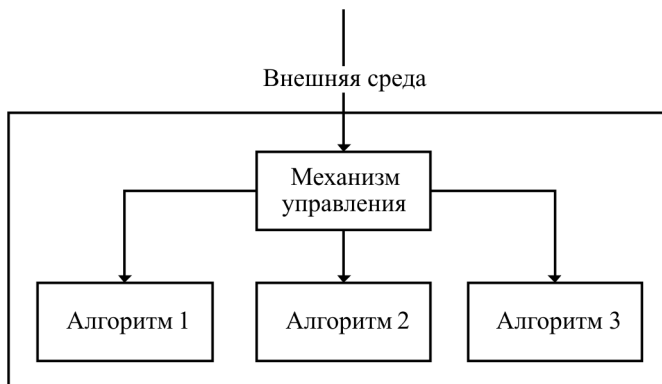 Внешняя среда
Механизм
управления
Алгоритм 1
Алгоритм 2
Алгоритм 3